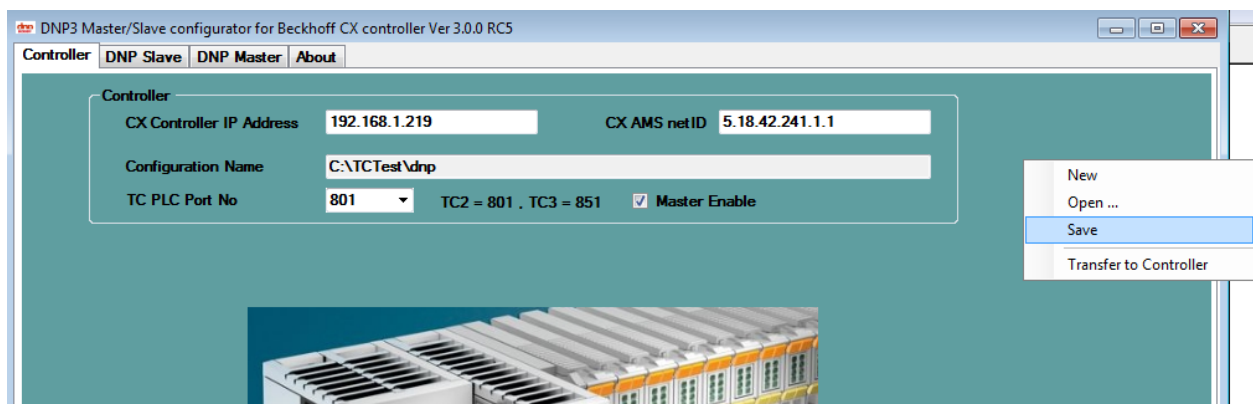 dnp DNP3 Master/Slave configurator for Beckhoff CX controller Ver 3.0.0 RC5
Controller DNP Slave DNP Master About
Controller
CX Controller IP Address 192.168.1.219 CX AMS netID 5.18.42.241.1.1
Configuration Name C:\TCTest\dnp
TC PLC Port No 801 TC2 = 801 . TC3 = 851 Master Enable
New
Open ...
Save
Transfer to Controller